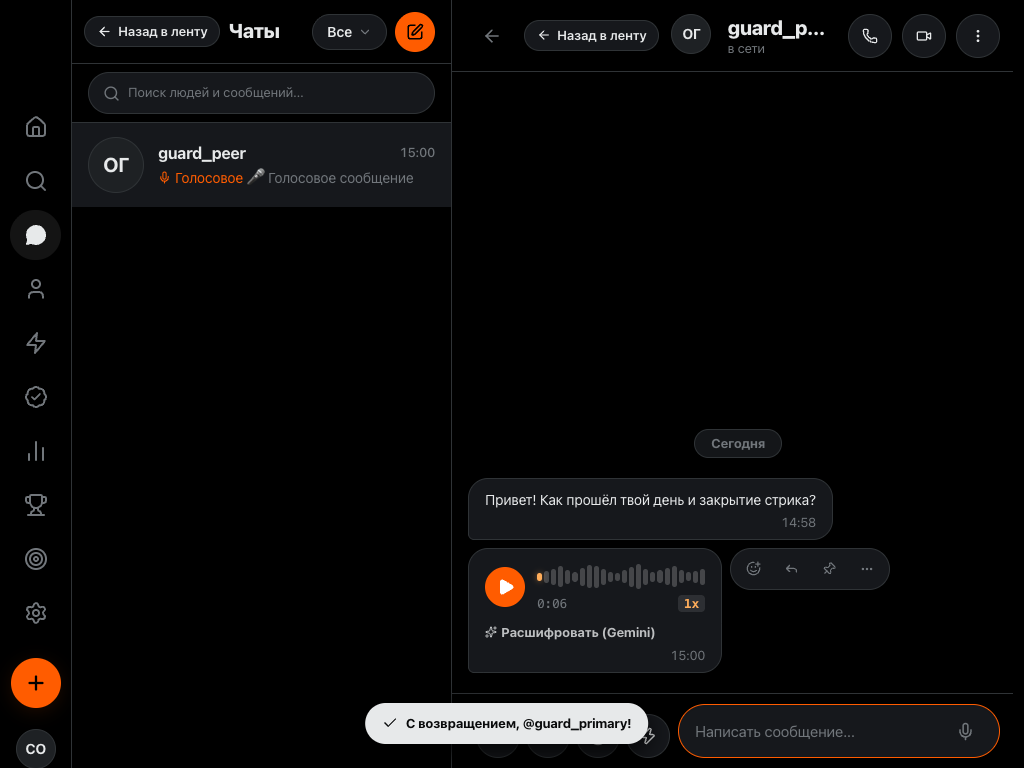 Назад в ленту
Чаты
Все
Поиск людей и сообщений...
ОГ
guard_peer
15:00
Голосовое 🎤 Голосовое сообщение
СО
Назад в ленту
ОГ
guard_p...
в сети
Сегодня
Привет! Как прошёл твой день и закрытие стрика?
14:58
0:06
1x
Расшифровать (Gemini)
15:00
С возвращением, @guard_primary!
Написать сообщение...